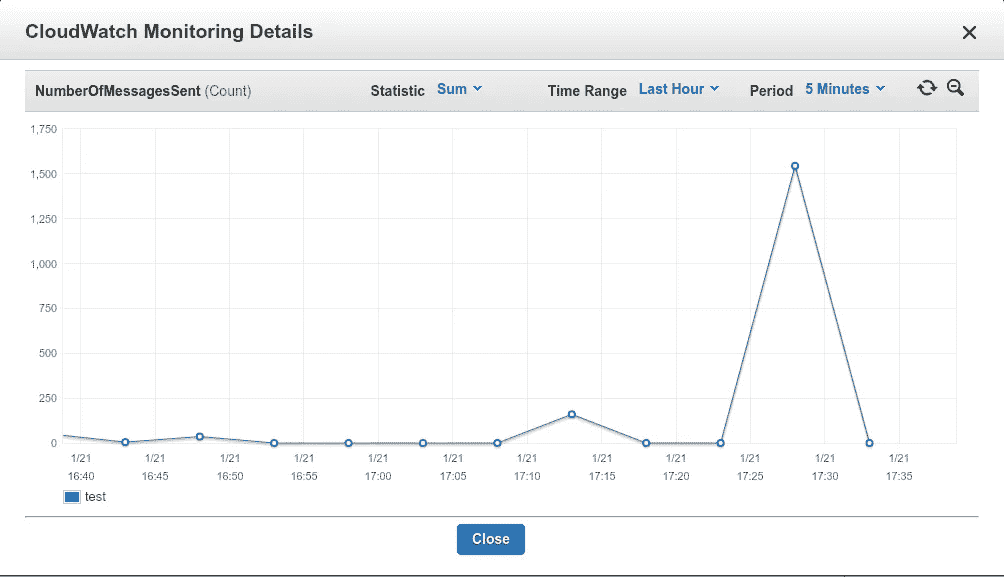 CloudWatch Monitoring Details
NumberOfMessagesSent (Count) Statistic Sum Time Range Last Hour Period 5 Minutes
1,750
1,500
1,250
1,000
750
500
250
0
1/21 1/21 1/21 1/21 1/21 1/21 1/21 1/21 1/21 1/21 1/21 1/21
16:40 16:45 16:50 16:55 17:00 17:05 17:10 17:15 17:20 17:25 17:30 17:35
test
Close